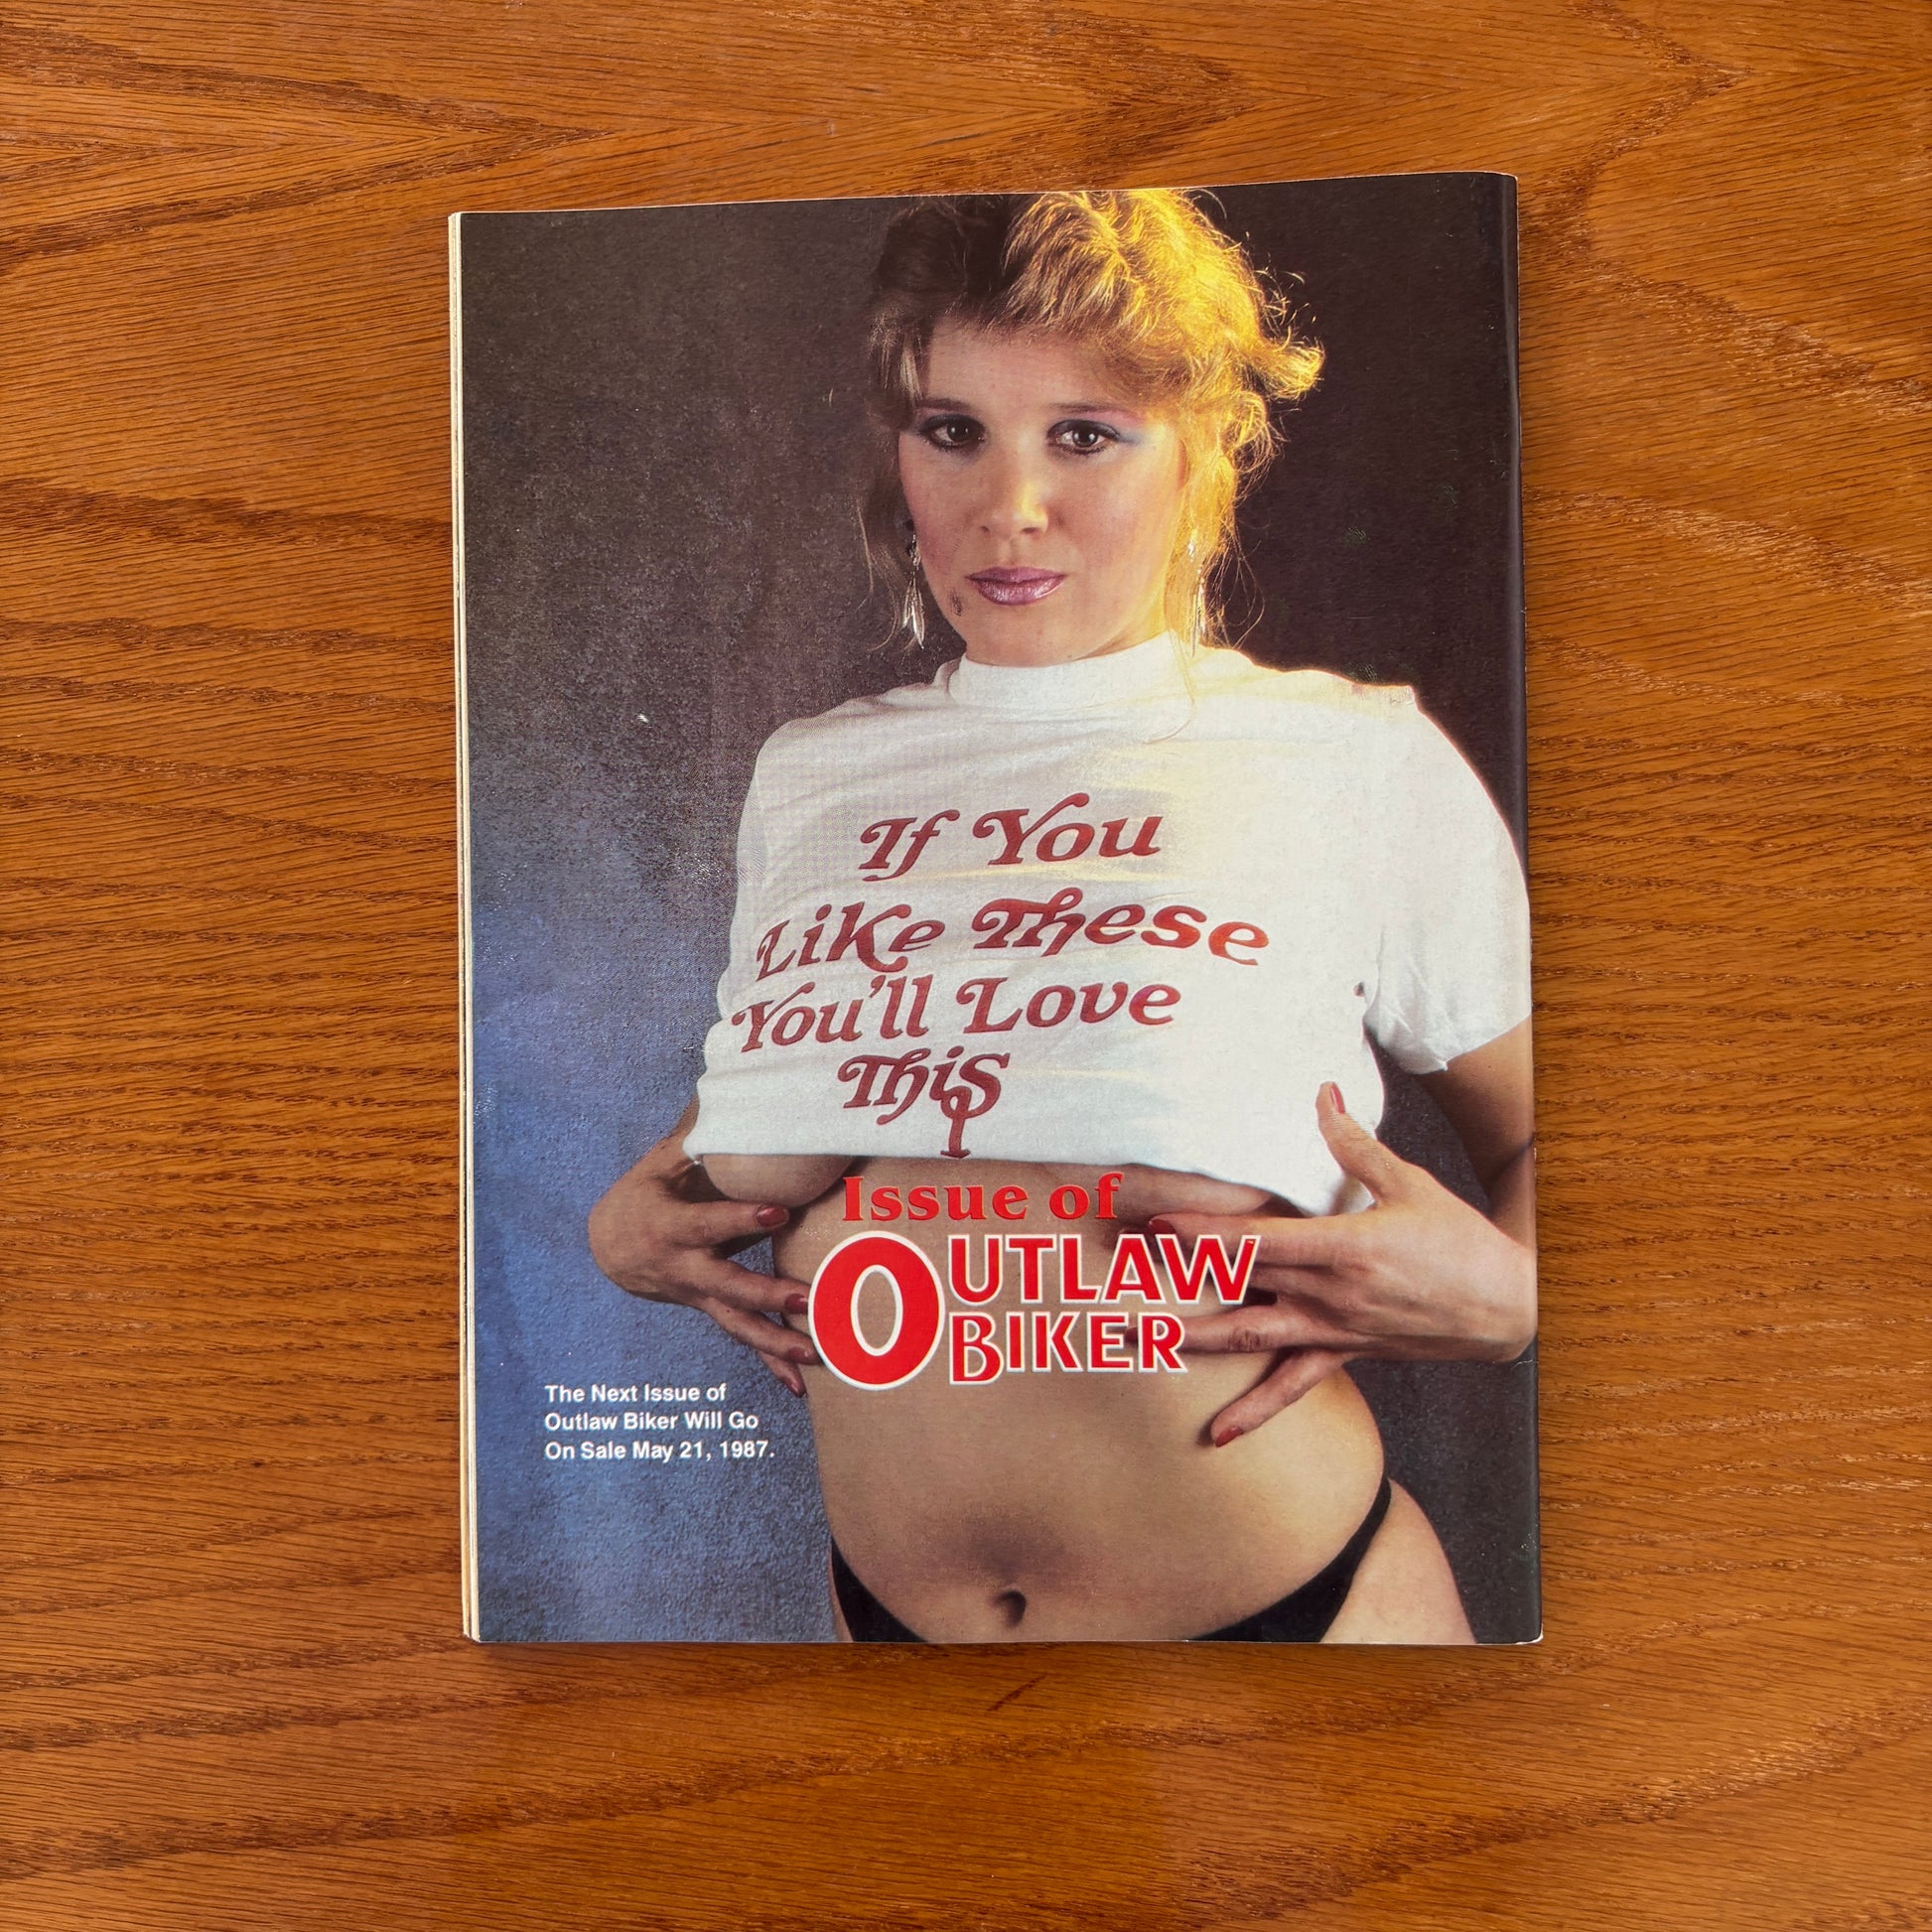 If You
Like These
You'll Love
This
Issue of
OUTLAW
BIKER
The Next Issue of
Outlaw Biker Will Go
On Sale May 21, 1987.